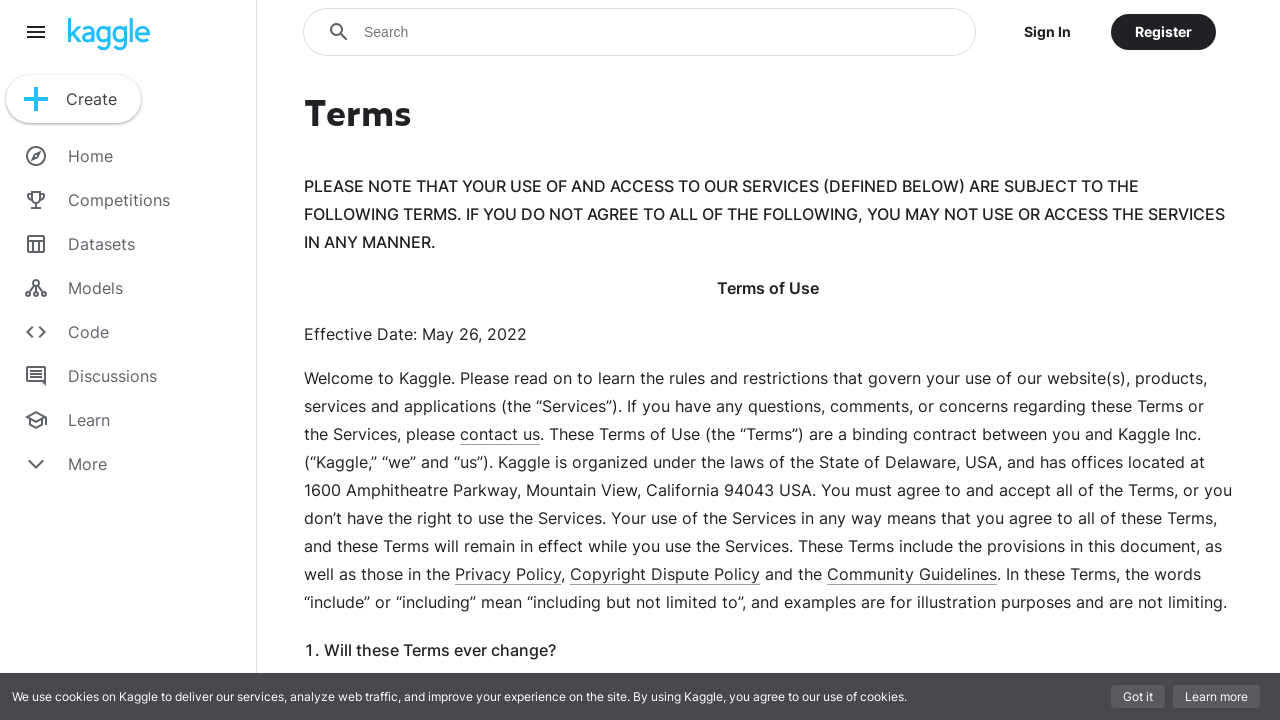 kaggle
Search
Sign In
Register
Create
Home
Competitions
Datasets
Models
Code
Discussions
Learn
More
Terms
PLEASE NOTE THAT YOUR USE OF AND ACCESS TO OUR SERVICES (DEFINED BELOW) ARE SUBJECT TO THE
FOLLOWING TERMS. IF YOU DO NOT AGREE TO ALL OF THE FOLLOWING, YOU MAY NOT USE OR ACCESS THE SERVICES
IN ANY MANNER.
Terms of Use
Effective Date: May 26, 2022
Welcome to Kaggle. Please read on to learn the rules and restrictions that govern your use of our website(s), products,
services and applications (the “Services”). If you have any questions, comments, or concerns regarding these Terms or
the Services, please contact us. These Terms of Use (the “Terms”) are a binding contract between you and Kaggle Inc.
(“Kaggle,” “we” and “us”). Kaggle is organized under the laws of the State of Delaware, USA, and has offices located at
1600 Amphitheatre Parkway, Mountain View, California 94043 USA. You must agree to and accept all of the Terms, or you
don’t have the right to use the Services. Your use of the Services in any way means that you agree to all of these Terms,
and these Terms will remain in effect while you use the Services. These Terms include the provisions in this document, as
well as those in the Privacy Policy, Copyright Dispute Policy and the Community Guidelines. In these Terms, the words
“include” or “including” mean “including but not limited to”, and examples are for illustration purposes and are not limiting.
1. Will these Terms ever change?
We use cookies on Kaggle to deliver our services, analyze web traffic, and improve your experience on the site. By using Kaggle, you agree to our use of cookies.
Got it
Learn more